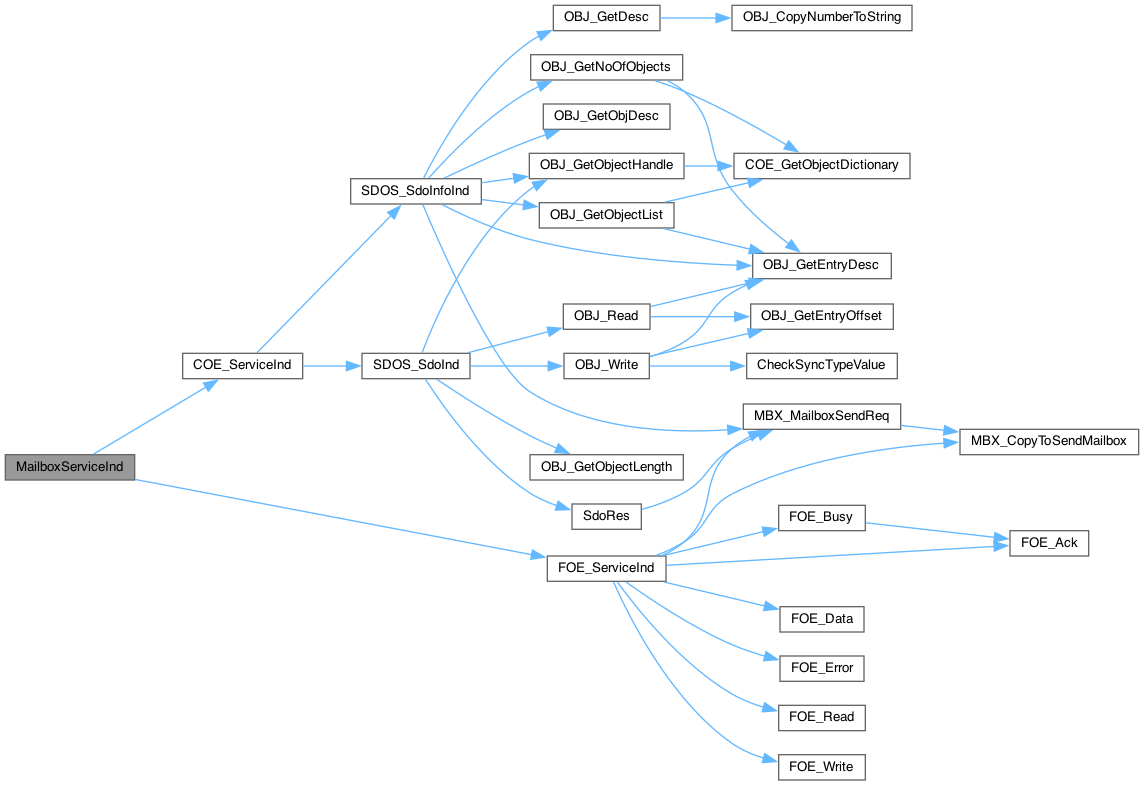 OBJ_GetDesc
OBJ_CopyNumberToString
OBJ_GetNoOfObjects
OBJ_GetObjDesc
OBJ_GetObjectHandle
COE_GetObjectDictionary
SDOS_SdoInfoInd
OBJ_GetObjectList
OBJ_GetEntryDesc
OBJ_Read
OBJ_GetEntryOffset
COE_ServiceInd
SDOS_SdoInd
OBJ_Write
CheckSyncTypeValue
MBX_MailboxSendReq
MBX_CopyToSendMailbox
MailboxServiceInd
OBJ_GetObjectLength
SdoRes
FOE_Busy
FOE_Ack
FOE_ServiceInd
FOE_Data
FOE_Error
FOE_Read
FOE_Write